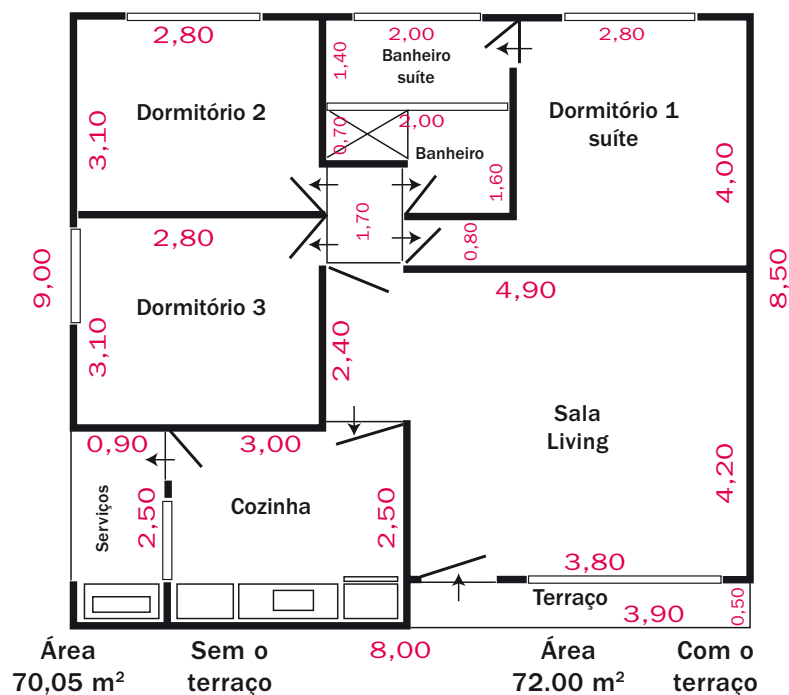 2,80
2,00
2,80
1,40
Banheiro
suíte
Dormitório 2
Dormitório 1
suíte
2,00
0,70
Banheiro
3,10
1,60
4,00
1,70
0,80
2,80
9,00
4,90
8,50
Dormitório 3
3,10
2,40
Sala
Living
0,90
3,00
4,20
Serviços
2,50
Cozinha
2,50
3,80
Terraço
3,90
0,50
8,00
Área
70,05 m²
Sem o
terraço
Área
72.00 m²
Com o
terraço